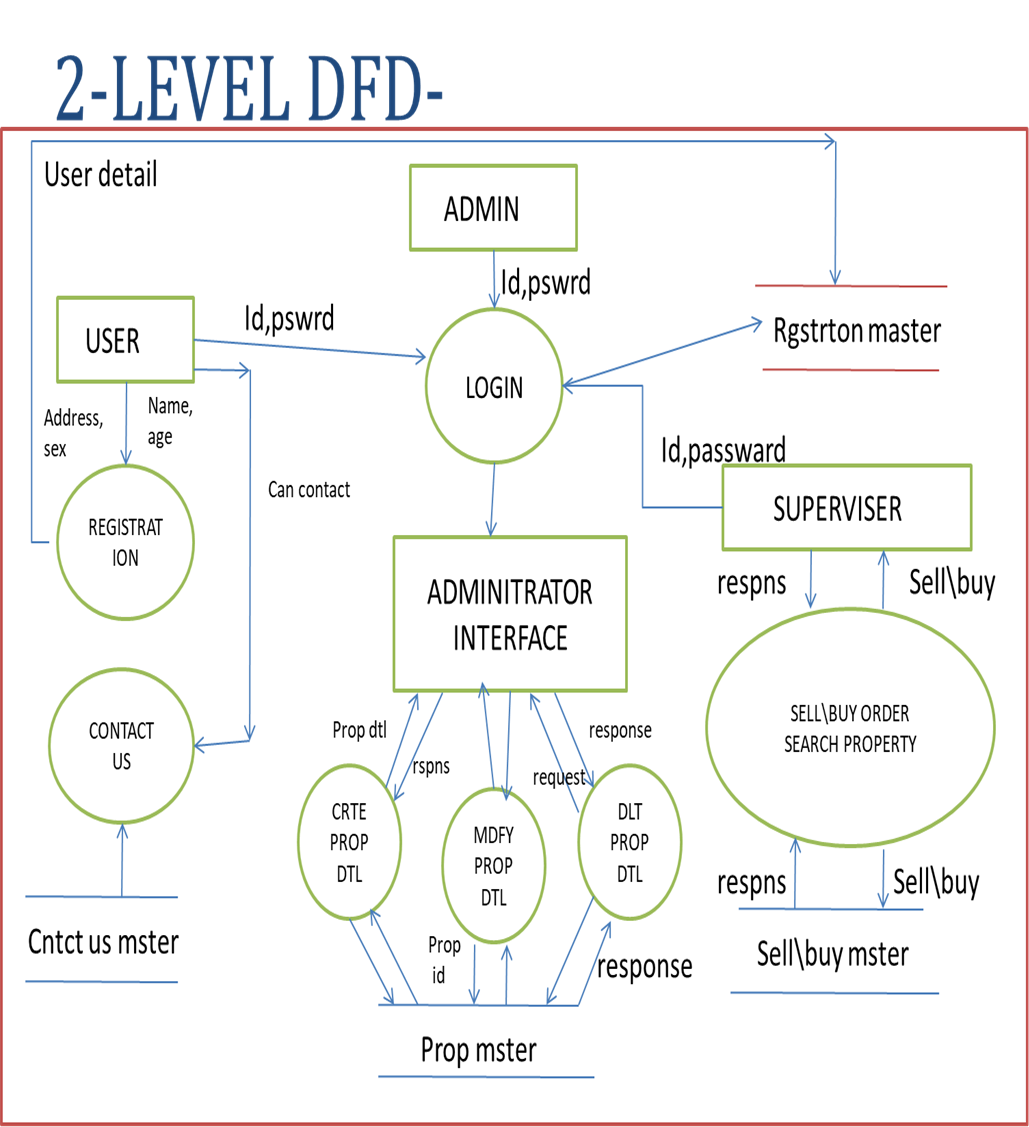 2-LEVEL DFD-
User detail
ADMIN
Id,pswrd
USER
Id,pswrd
Rgstrton master
LOGIN
Address,
sex
Name,
age
Id,passward
Can contact
SUPERVISER
REGISTRAT
ION
ADMINITRATOR
INTERFACE
respns
Sell\buy
CONTACT
US
SELL\BUY ORDER
SEARCH PROPERTY
Prop dtl
rspns
request
response
CRTE
PROP
DTL
MDFY
PROP
DTL
DLT
PROP
DTL
respns
Sell\buy
Cntct us mster
Prop
id
response
Sell\buy mster
Prop mster